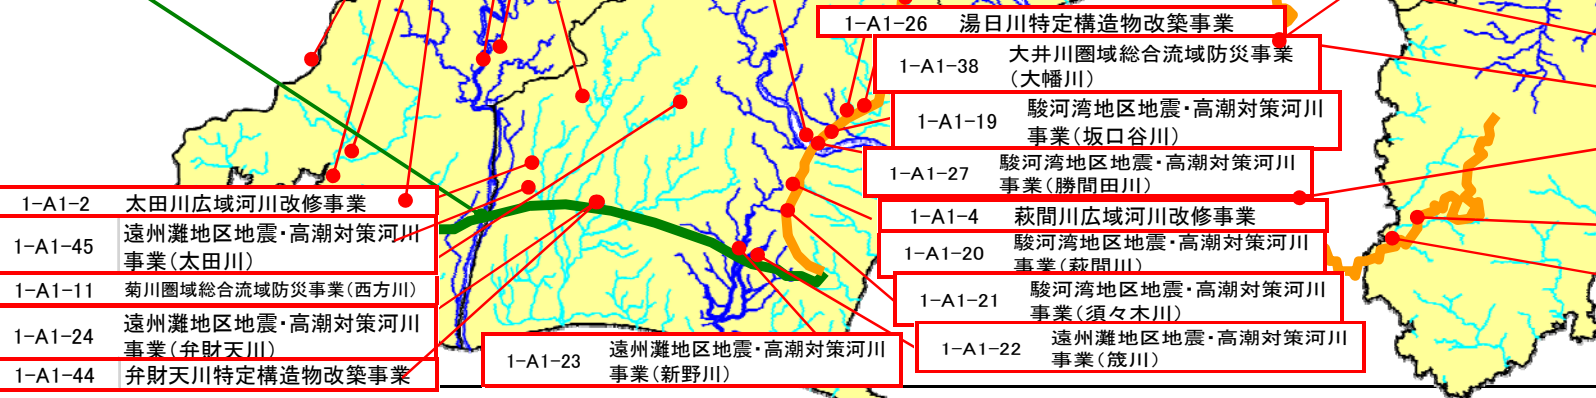 1-A1-26 湯日川特定構造物改築事業
1-A1-38 大井川圏域総合流域防災事業
(大幡川)
1-A1-19 駿河湾地区地震・高潮対策河川
事業(坂口谷川)
1-A1-27 駿河湾地区地震・高潮対策河川
事業(勝間田川)
1-A1-4 萩間川広域河川改修事業
1-A1-20 駿河湾地区地震・高潮対策河川
事業(萩間川)
1-A1-21 駿河湾地区地震・高潮対策河川
事業(須々木川)
1-A1-22 遠州灘地区地震・高潮対策河川
事業(筬川)
1-A1-2 太田川広域河川改修事業
1-A1-45 遠州灘地区地震・高潮対策河川
事業(太田川)
1-A1-11 菊川圏域総合流域防災事業(西方川)
1-A1-24 遠州灘地区地震・高潮対策河川
事業(弁財天川)
1-A1-44 弁財天川特定構造物改築事業
1-A1-23 遠州灘地区地震・高潮対策河川
事業(新野川)